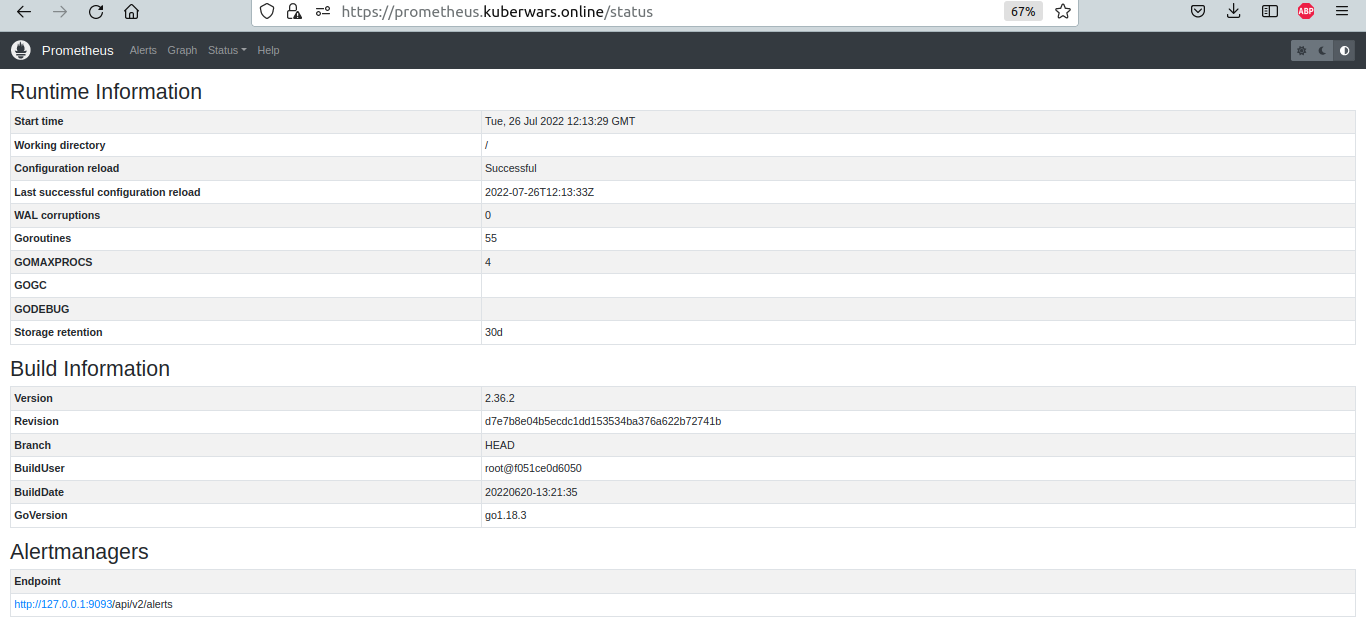 https://prometheus.kuberwars.online/status 67% ABP
Prometheus Alerts Graph Status Help
Runtime Information
Start time Tue, 26 Jul 2022 12:13:29 GMT
Working directory /
Configuration reload Successful
Last successful configuration reload 2022-07-26T12:13:33Z
WAL corruptions 0
Goroutines 55
GOMAXPROCS 4
GOGC
GODEBUG
Storage retention 30d
Build Information
Version 2.36.2
Revision d7e7b8e04b5ecdc1dd153534ba376a622b72741b
Branch HEAD
BuildUser root@f051ce0d6050
BuildDate 20220620-13:21:35
GoVersion go1.18.3
Alertmanagers
Endpoint
http://127.0.0.1:9093/api/v2/alerts